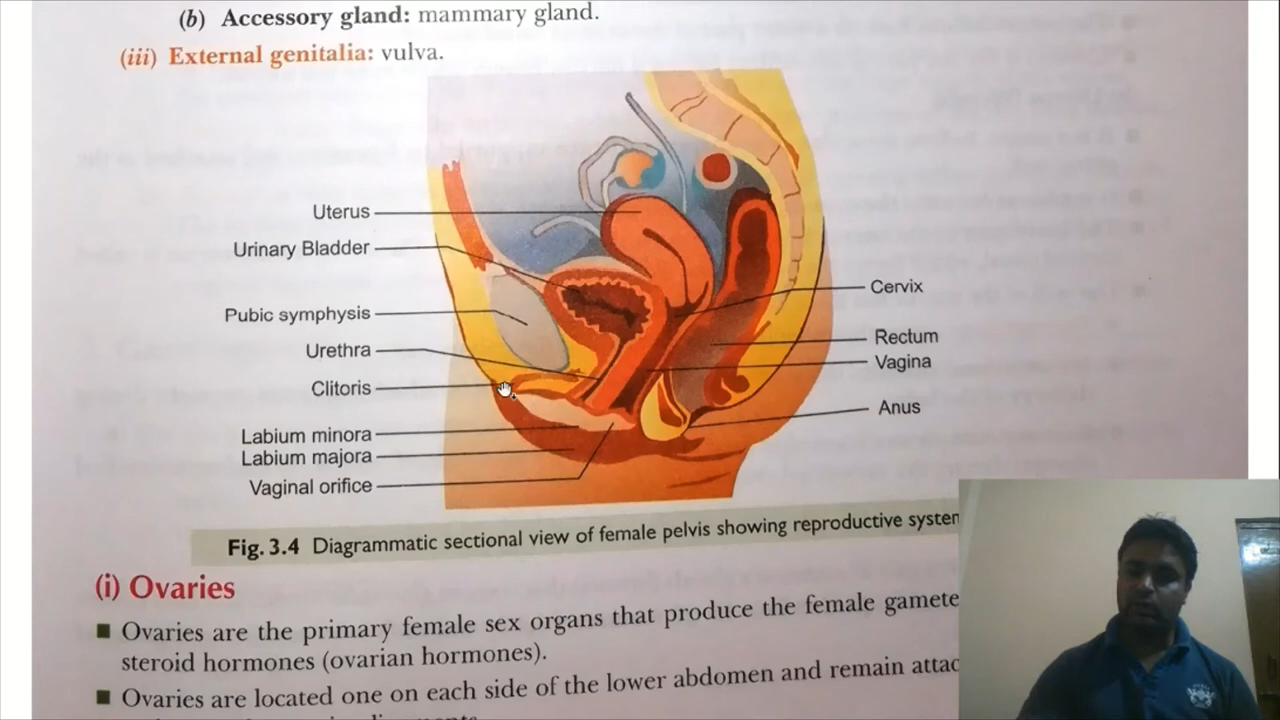 (b) Accessory gland: mammary gland.
(iii) External genitalia: vulva.
Uterus
Urinary Bladder
Pubic symphysis
Urethra
Clitoris
Labium minora
Labium majora
Vaginal orifice
Cervix
Rectum
Vagina
Anus
Fig. 3.4 Diagrammatic sectional view of female pelvis showing reproductive system
(i) Ovaries
■ Ovaries are the primary female sex organs that produce the female gamete
steroid hormones (ovarian hormones).
■ Ovaries are located one on each side of the lower abdomen and remain attac